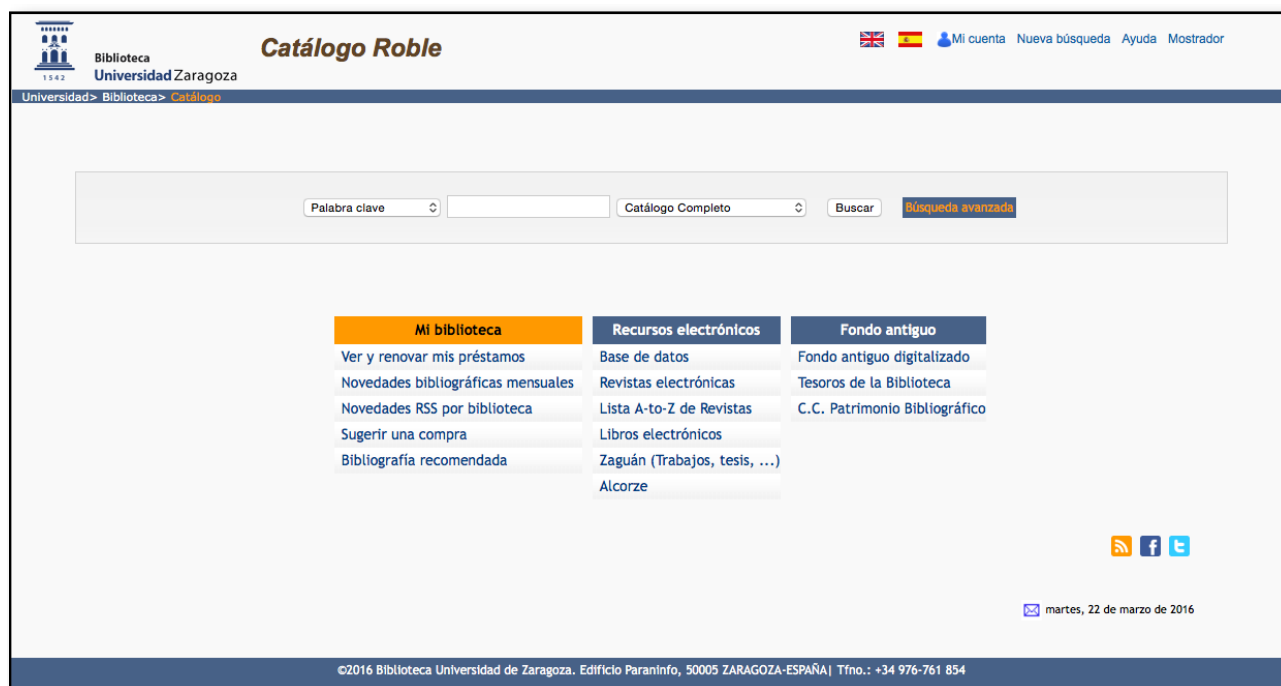 1542
Biblioteca
Universidad Zaragoza
Catálogo Roble
Mi cuenta Nueva búsqueda Ayuda Mostrador
Universidad> Biblioteca> Catálogo
Palabra clave Catálogo Completo Buscar Búsqueda avanzada
Mi biblioteca
Ver y renovar mis préstamos
Novedades bibliográficas mensuales
Novedades RSS por biblioteca
Sugerir una compra
Bibliografía recomendada
Recursos electrónicos
Base de datos
Revistas electrónicas
Lista A-to-Z de Revistas
Libros electrónicos
Zaguán (Trabajos, tesis, ...)
Alcorze
Fondo antiguo
Fondo antiguo digitalizado
Tesoros de la Biblioteca
C.C. Patrimonio Bibliográfico
martes, 22 de marzo de 2016
©2016 Biblioteca Universidad de Zaragoza. Edificio Paraninfo, 50005 ZARAGOZA-ESPAÑA| Tfno.: +34 976-761 854